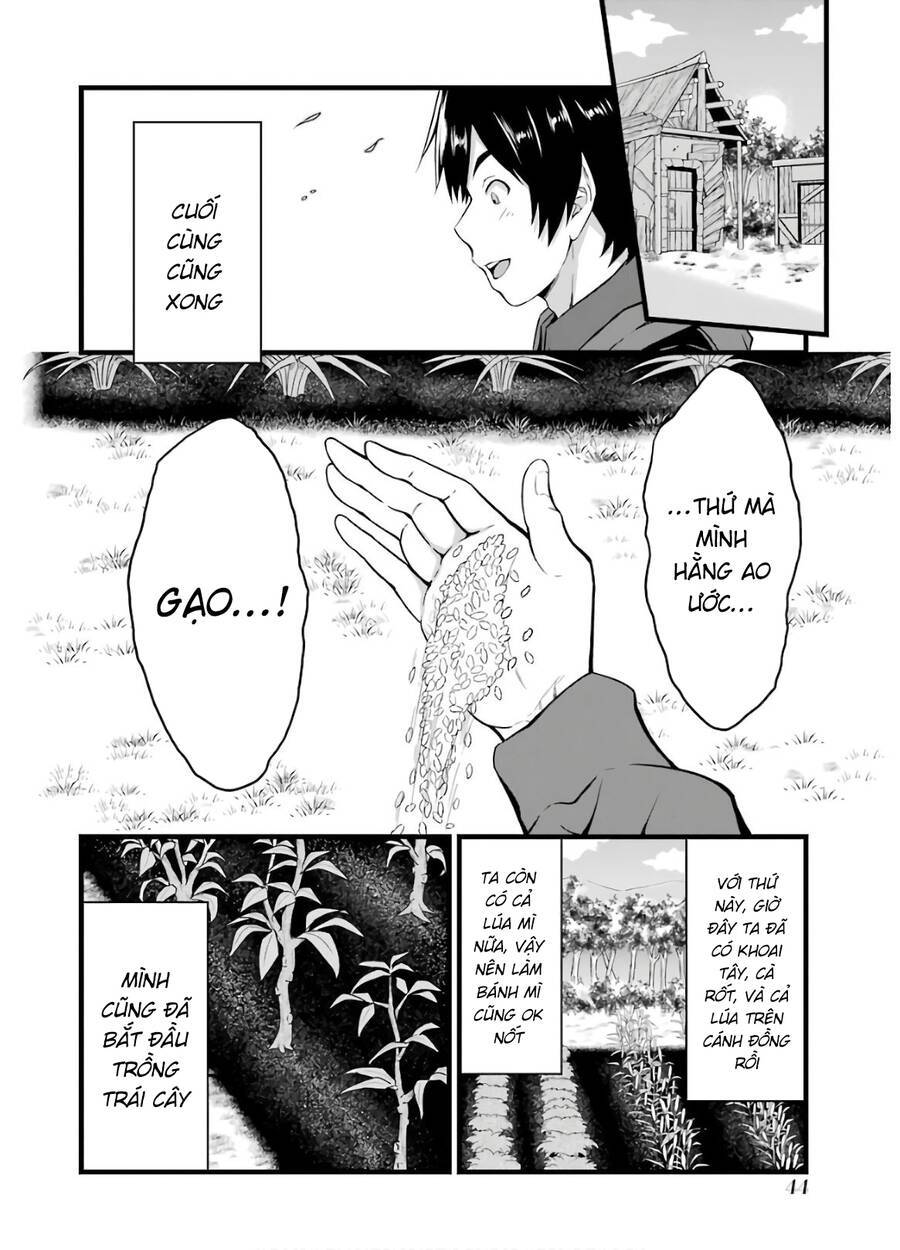 CUỐI
CÙNG
CŨNG
XONG
...THỨ MÀ
MÌNH
HẰNG AO
ƯỚC...
GẠO...!
VỚI THỨ
NÀY, GIỜ
ĐÂY TA ĐÃ
CÓ KHOAI
TÂY, CÀ
RỐT, VÀ CẢ
LÚA TRÊN
CÁNH ĐỒNG
RỒI
TA CÒN
CÓ CẢ
LÚA MÌ
NỮA, VẬY
NÊN LÀM
BÁNH MÌ
CŨNG OK
NỐT
MÌNH
CŨNG ĐÃ
BẮT ĐẦU
TRỒNG
TRÁI CÂY
44